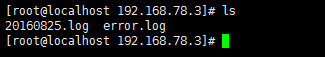 [root@localhost 192.168.78.3]# ls
20160825.log  error.log
[root@localhost 192.168.78.3]#